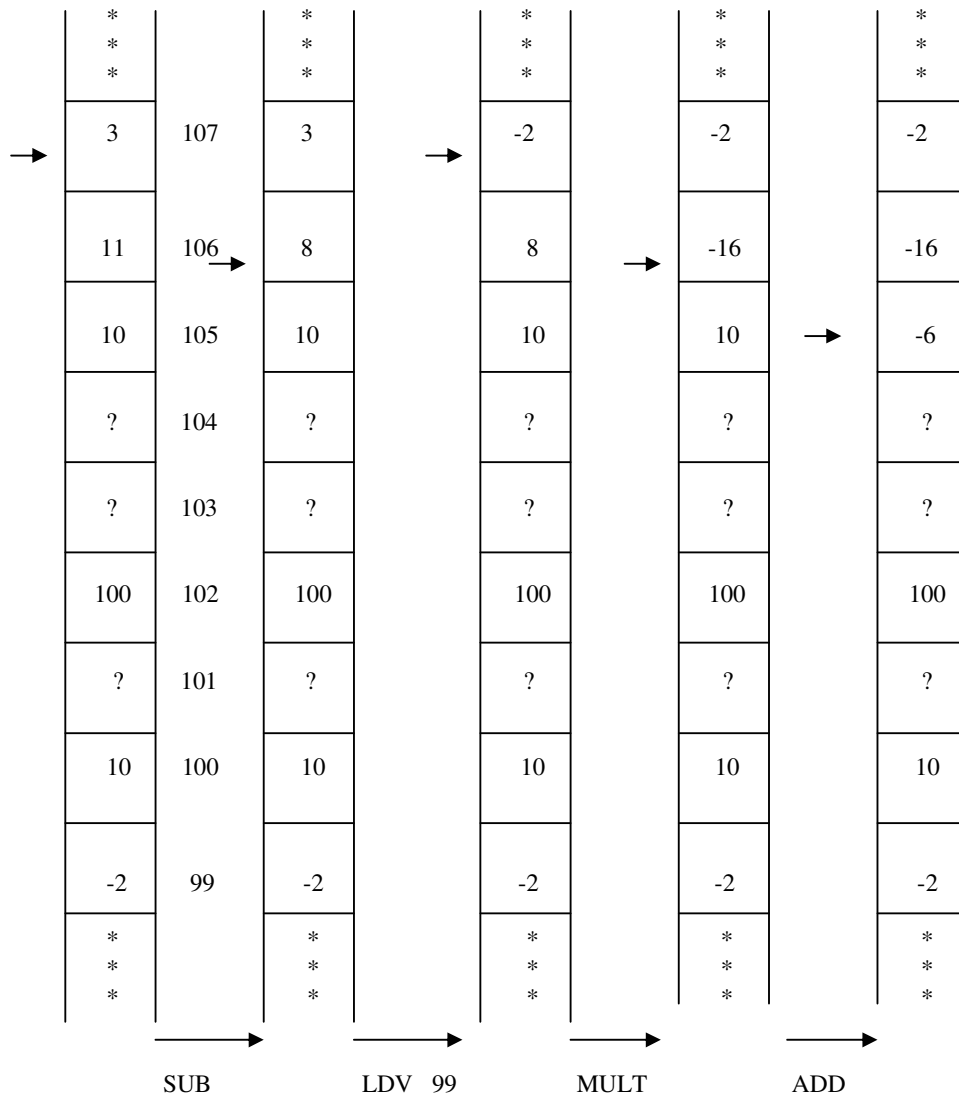 * * * * *
* * * * *
* * * * *
3 107 3 -2 -2 -2
11 106 8 8 -16 -16
10 105 10 10 10 -6
? 104 ? ? ? ?
? 103 ? ? ? ?
100 102 100 100 100 100
? 101 ? ? ? ?
10 100 10 10 10 10
-2 99 -2 -2 -2 -2
* * * * *
* * * * *
* * * * *
SUB LDV 99 MULT ADD